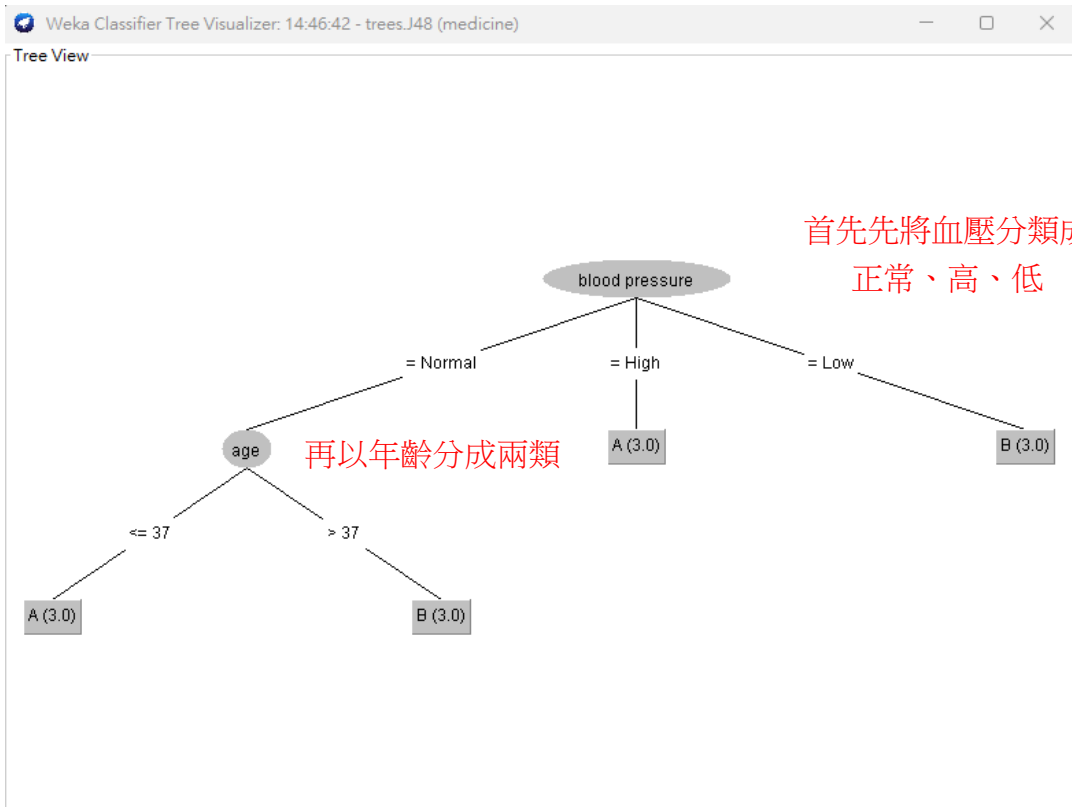 Weka Classifier Tree Visualizer: 14:46:42 - trees.J48 (medicine)
Tree View
首先先將血壓分類成
正常、高、低
blood pressure
= Normal
= High
= Low
age
再以年齡分成兩類
A (3.0)
B (3.0)
<= 37
> 37
A (3.0)
B (3.0)